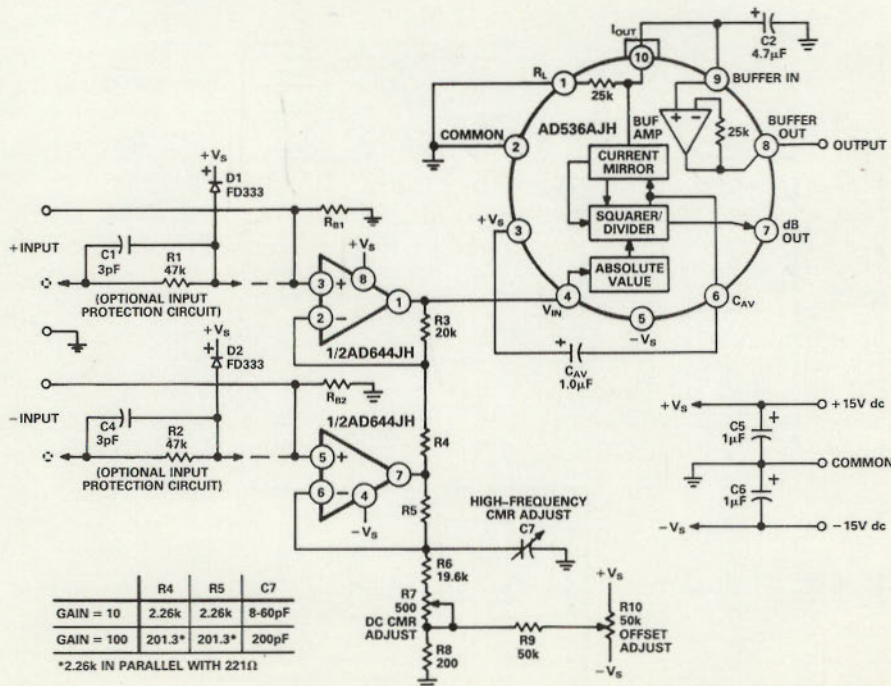 IOUT
10
+
C2
4.7µF
RL
1
25k
9
BUFFER IN
AD536AJH
+ −
25k
BUFFER
OUT
BUF
AMP
COMMON
2
8
OUTPUT
CURRENT
MIRROR
+VS
+
D1
FD333
+VS
3
SQUARER/
DIVIDER
7
dB
OUT
RB1
+INPUT
C1
3pF
R1
47k
+VS
8
ABSOLUTE
VALUE
(OPTIONAL INPUT
PROTECTION CIRCUIT)
3
+
1
4
VIN
6
CAV
2
−
R3
20k
5
−VS
+VS
+
D2
FD333
1/2AD644JH
+
CAV
1.0µF
RB2
−INPUT
C4
3pF
R2
47k
1/2AD644JH
R4
+VS
+15V dc
C5
1µF
+
(OPTIONAL INPUT
PROTECTION CIRCUIT)
5
+
7
COMMON
6
−
4
−VS
R5
HIGH–FREQUENCY
CMR ADJUST
C7
C6
1µF
+
−VS
−15V dc
R6
19.6k
R4 R5 C7
GAIN = 10 2.26k 2.26k 8-60pF
GAIN = 100 201.3* 201.3* 200pF
*2.26k IN PARALLEL WITH 221Ω
R7
500
DC CMR
ADJUST
R8
200
R9
50k
+VS
R10
50k
OFFSET
ADJUST
−VS